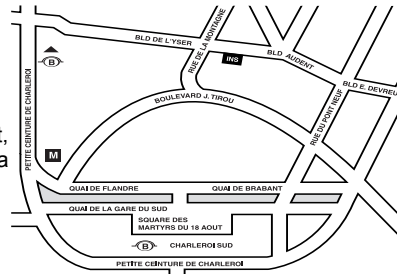 BLD DE L'YSER
RUE DE LA MONTAGNE
INS
BLD AUDENT
BLD E. DEVREU
B
PETITE CEINTURE DE CHARLEROI
BOULEVARD J. TIROU
RUE DU PONT NEUF
t,
a
M
QUAI DE FLANDRE
QUAI DE BRABANT
QUAI DE LA GARE DU SUD
SQUARE DES
MARTYRS DU 18 AOUT
B
CHARLEROI SUD
PETITE CEINTURE DE CHARLEROI